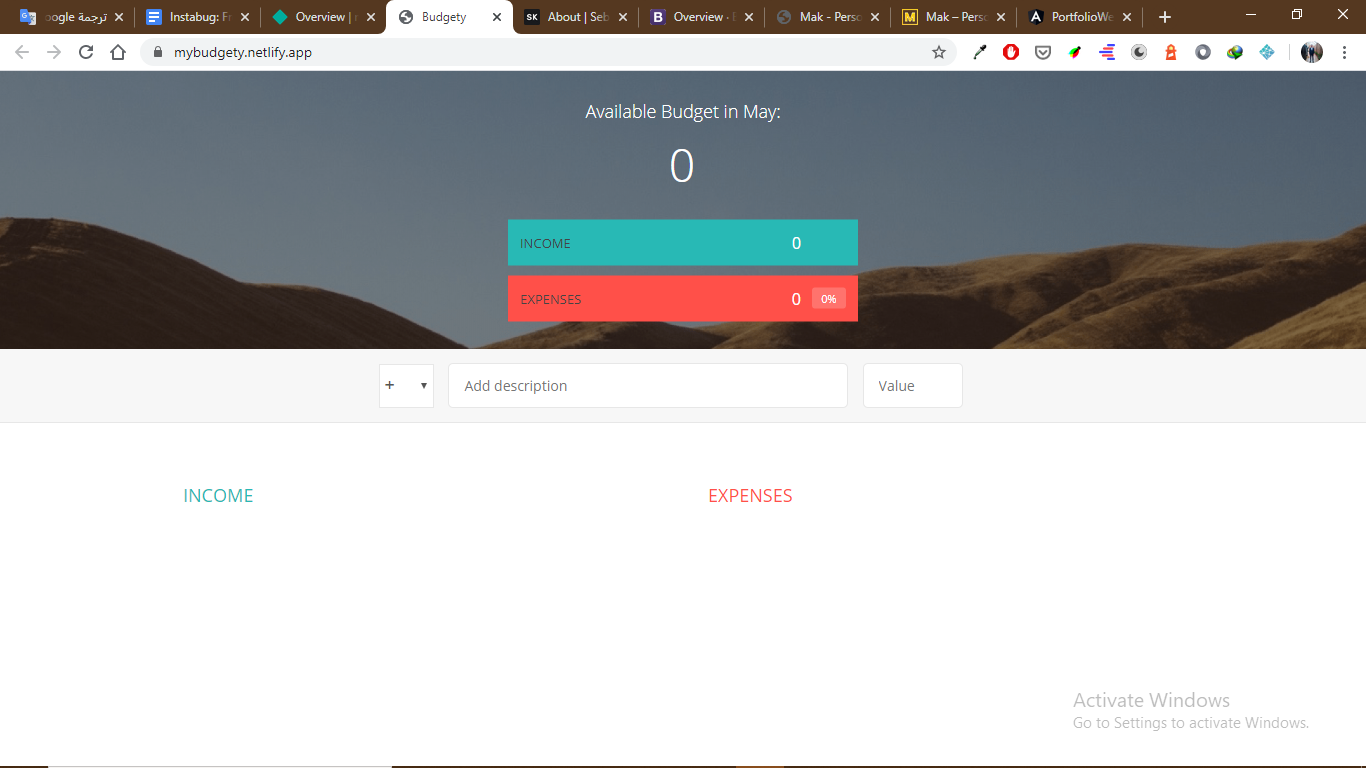 ترجمة Google
Instabug: Fr
Overview |
Budgety
About | Seb
Overview ·
Mak - Perso
Mak – Perso
PortfolioWe
mybudgety.netlify.app
Available Budget in May:
0
INCOME 0
EXPENSES 0 0%
+ Add description Value
INCOME EXPENSES
Activate Windows
Go to Settings to activate Windows.